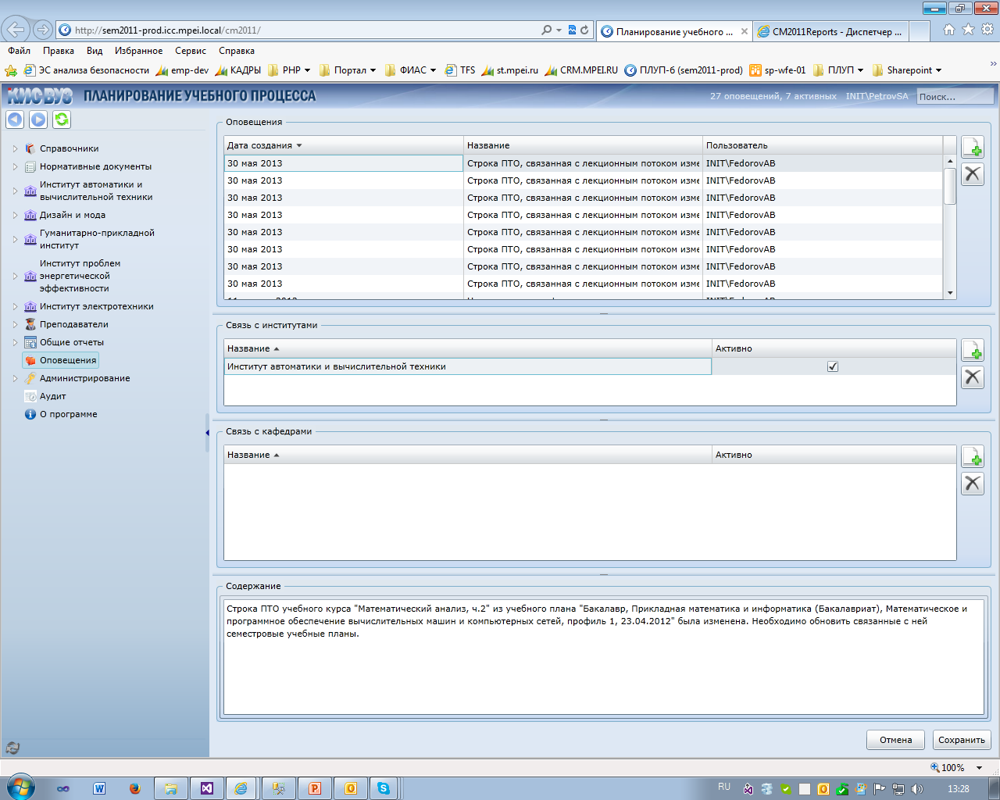 http://sem2011-prod.icc.mpei.local/cm2011/
Планирование учебного ...
CM2011Reports - Диспетчер ...
Файл Правка Вид Избранное Сервис Справка
ЭС анализа безопасности emp-dev КАДРЫ PHP Портал ФИАС TFS st.mpei.ru CRM.MPEI.RU ПЛУП-6 (sem2011-prod) sp-wfe-01 ПЛУП Sharepoint
КИС ВУЗ ПЛАНИРОВАНИЕ УЧЕБНОГО ПРОЦЕССА
27 оповещений, 7 активных INIT\PetrovSA Поиск...
Справочники
Нормативные документы
Институт автоматики и
вычислительной техники
Дизайн и мода
Гуманитарно-прикладной
институт
Институт проблем
энергетической
эффективности
Институт электротехники
Преподаватели
Общие отчеты
Оповещения
Администрирование
Аудит
О программе
Оповещения
Дата создания Название Пользователь
30 мая 2013 Строка ПТО, связанная с лекционным потоком изме INIT\FedorovAB
30 мая 2013 Строка ПТО, связанная с лекционным потоком изме INIT\FedorovAB
30 мая 2013 Строка ПТО, связанная с лекционным потоком изме INIT\FedorovAB
30 мая 2013 Строка ПТО, связанная с лекционным потоком изме INIT\FedorovAB
30 мая 2013 Строка ПТО, связанная с лекционным потоком изме INIT\FedorovAB
30 мая 2013 Строка ПТО, связанная с лекционным потоком изме INIT\FedorovAB
30 мая 2013 Строка ПТО, связанная с лекционным потоком изме INIT\FedorovAB
30 мая 2013 Строка ПТО, связанная с лекционным потоком изме INIT\FedorovAB
Связь с институтами
Название Активно
Институт автоматики и вычислительной техники
Связь с кафедрами
Название Активно
Содержание
Строка ПТО учебного курса "Математический анализ, ч.2" из учебного плана "Бакалавр, Прикладная математика и информатика (Бакалавриат), Математическое и
программное обеспечение вычислительных машин и компьютерных сетей, профиль 1, 23.04.2012" была изменена. Необходимо обновить связанные с ней
семестровые учебные планы.
Отмена Сохранить
100%
RU 13:28